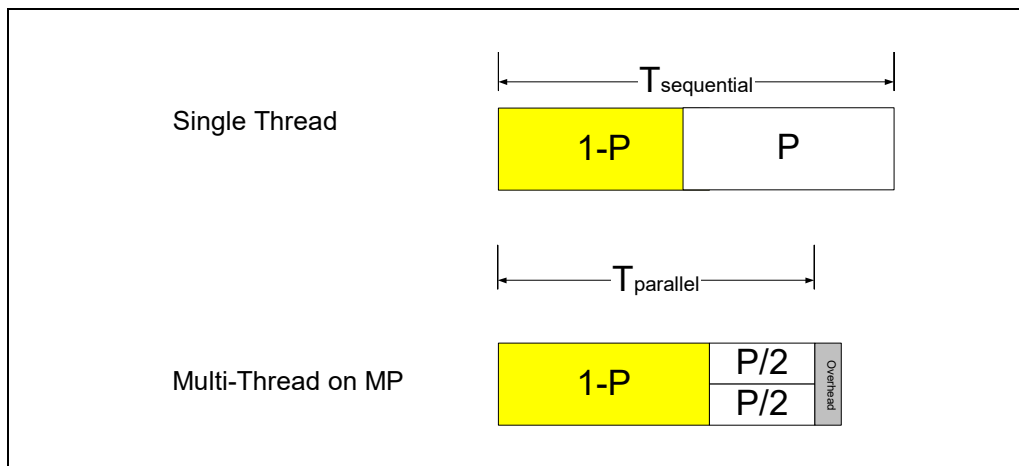 Tsequential
Single Thread
1-P
P
Tparallel
Multi-Thread on MP
1-P
P/2
P/2
Overhead